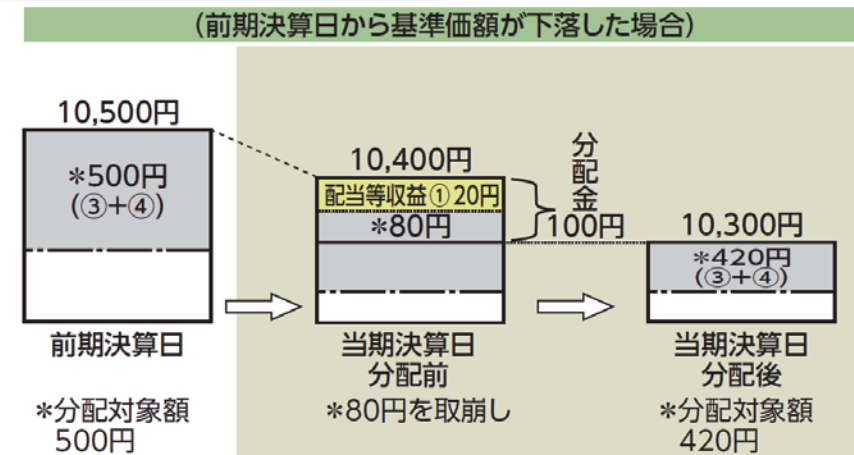 (前期決算日から基準価額が下落した場合)
10,500円
*500円
(③+④)
前期決算日
*分配対象額
500円
10,400円
配当等収益①20円
*80円
分配金
100円
当期決算日
分配前
*80円を取崩し
10,300円
*420円
(③+④)
当期決算日
分配後
*分配対象額
420円